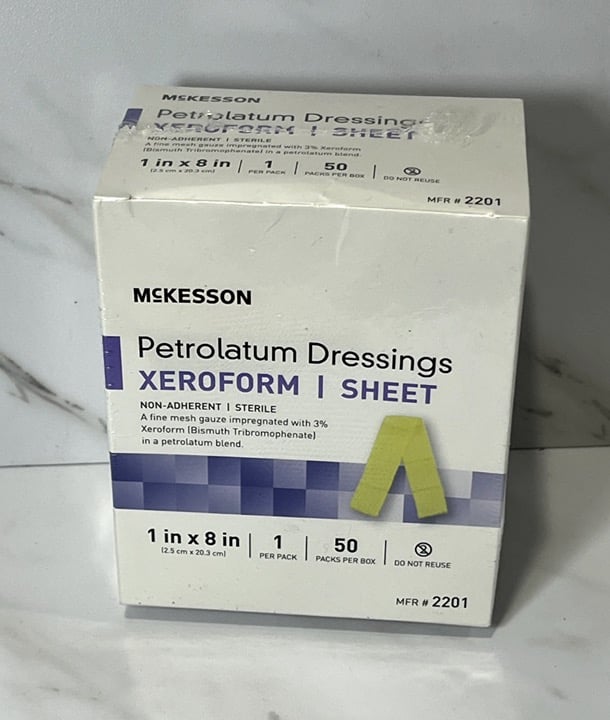 McKESSON
Petrolatum Dressings
XEROFORM | SHEET
NON-ADHERENT | STERILE
A fine mesh gauze impregnated with 3% Xeroform
(Bismuth Tribromophenate) in a petrolatum blend.
1 in x 8 in | 1 | 50
(2.5 cm x 20.3 cm) PER PACK PACKS PER BOX DO NOT REUSE
MFR # 2201
McKESSON
Petrolatum Dressings
XEROFORM | SHEET
NON-ADHERENT | STERILE
A fine mesh gauze impregnated with 3%
Xeroform (Bismuth Tribromophenate)
in a petrolatum blend.
1 in x 8 in | 1 | 50
(2.5 cm x 20.3 cm) PER PACK PACKS PER BOX DO NOT REUSE
MFR # 2201